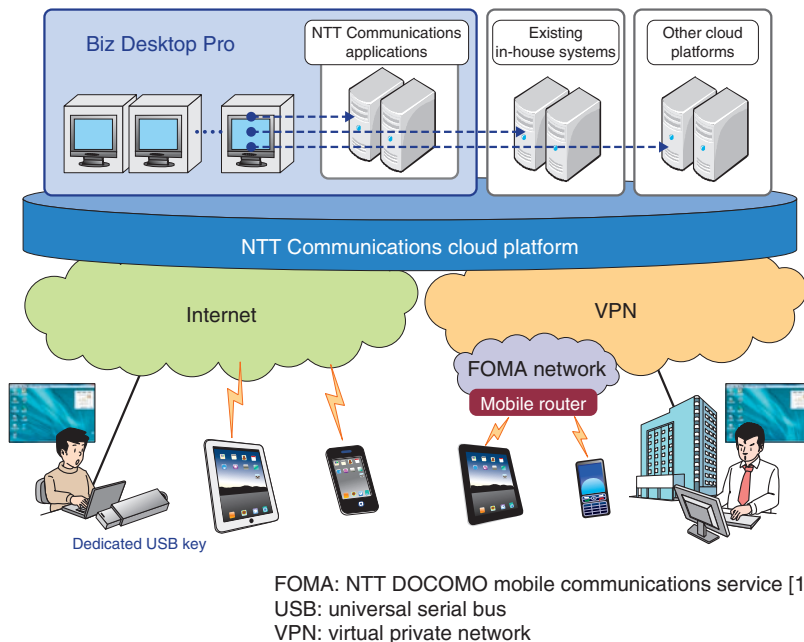 Biz Desktop Pro
NTT Communications
applications
Existing
in-house systems
Other cloud
platforms
NTT Communications cloud platform
Internet
VPN
FOMA network
Mobile router
Dedicated USB key
FOMA: NTT DOCOMO mobile communications service [1
USB: universal serial bus
VPN: virtual private network